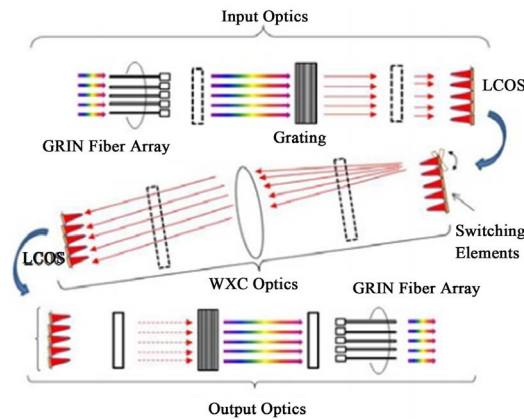 Input Optics
LCOS
Grating
GRIN Fiber Array
Switching
Elements
LCOS
WXC Optics
GRIN Fiber Array
Output Optics